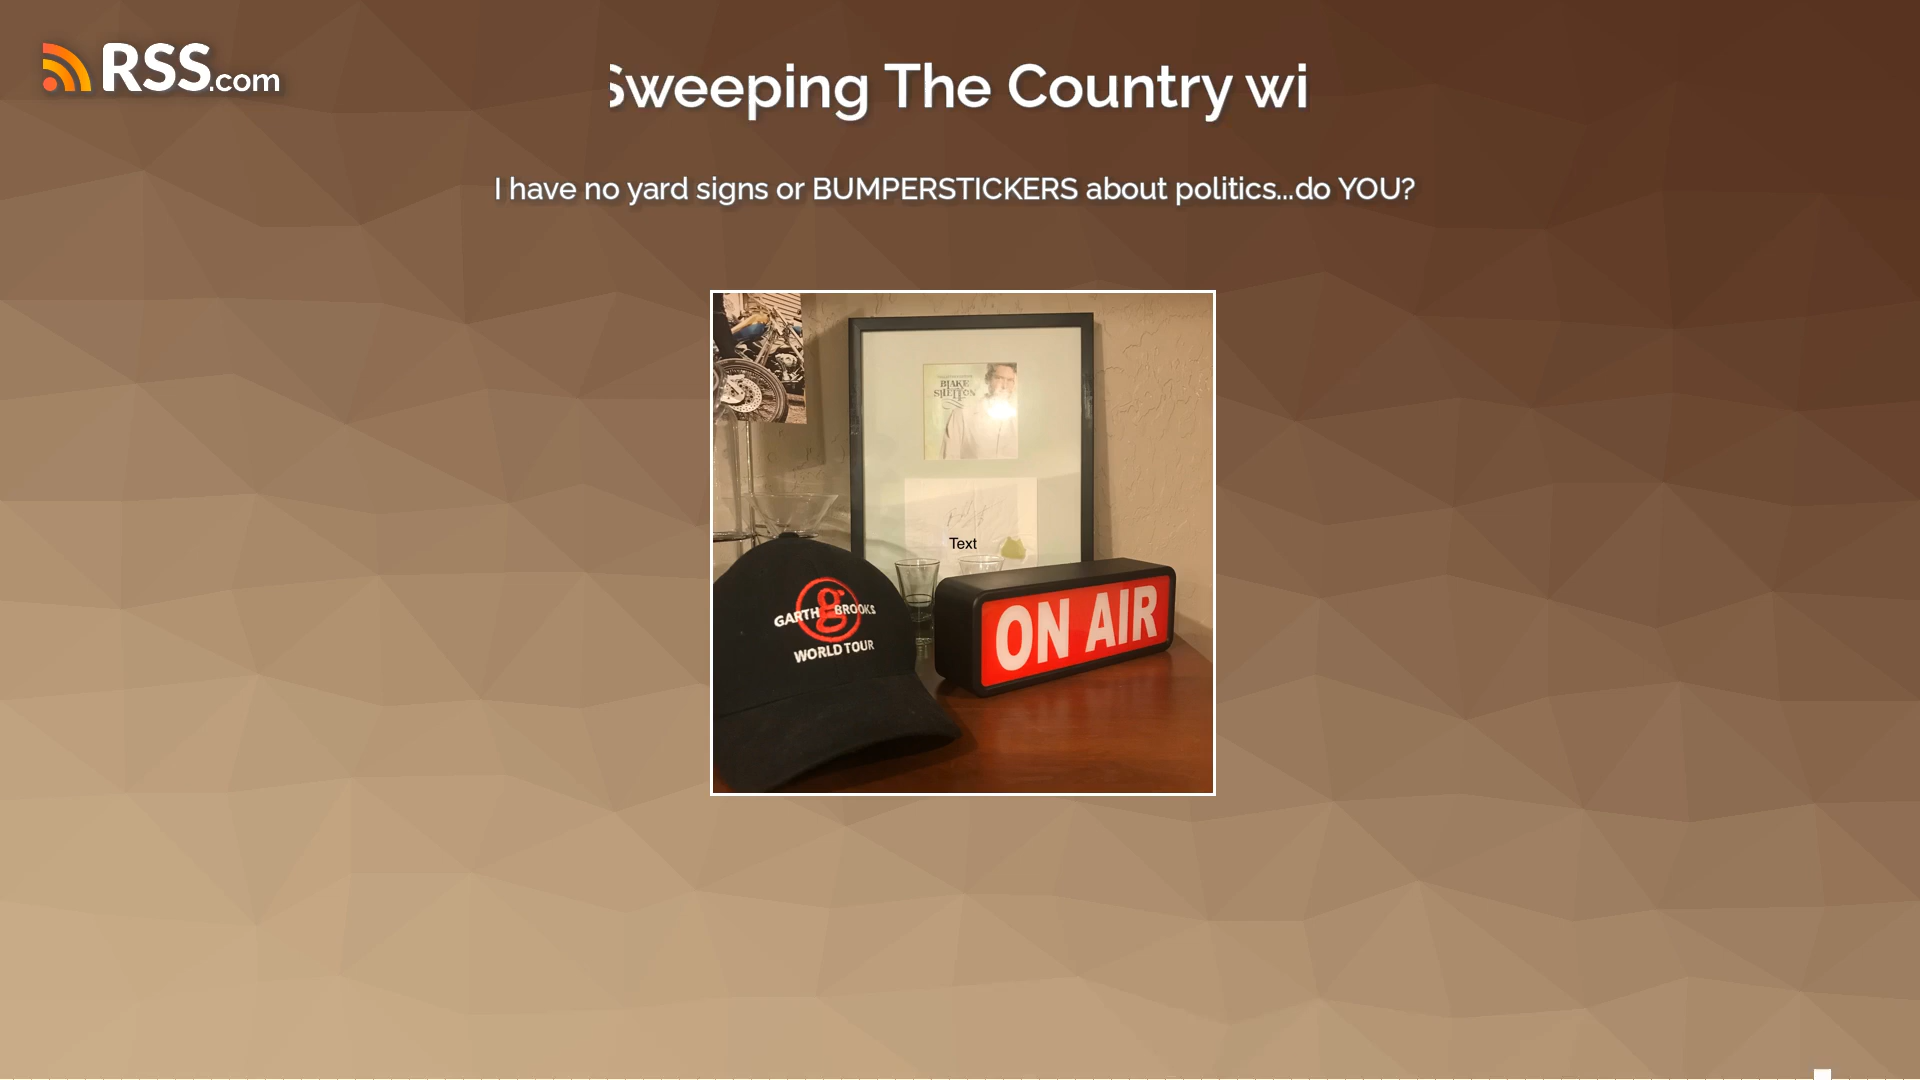 RSS.com
Sweeping The Country wi
I have no yard signs or BUMPERSTICKERS about politics...do YOU?
BLAKE
SHELTON
Text
GARTH BROOKS
g
WORLD TOUR
ON AIR